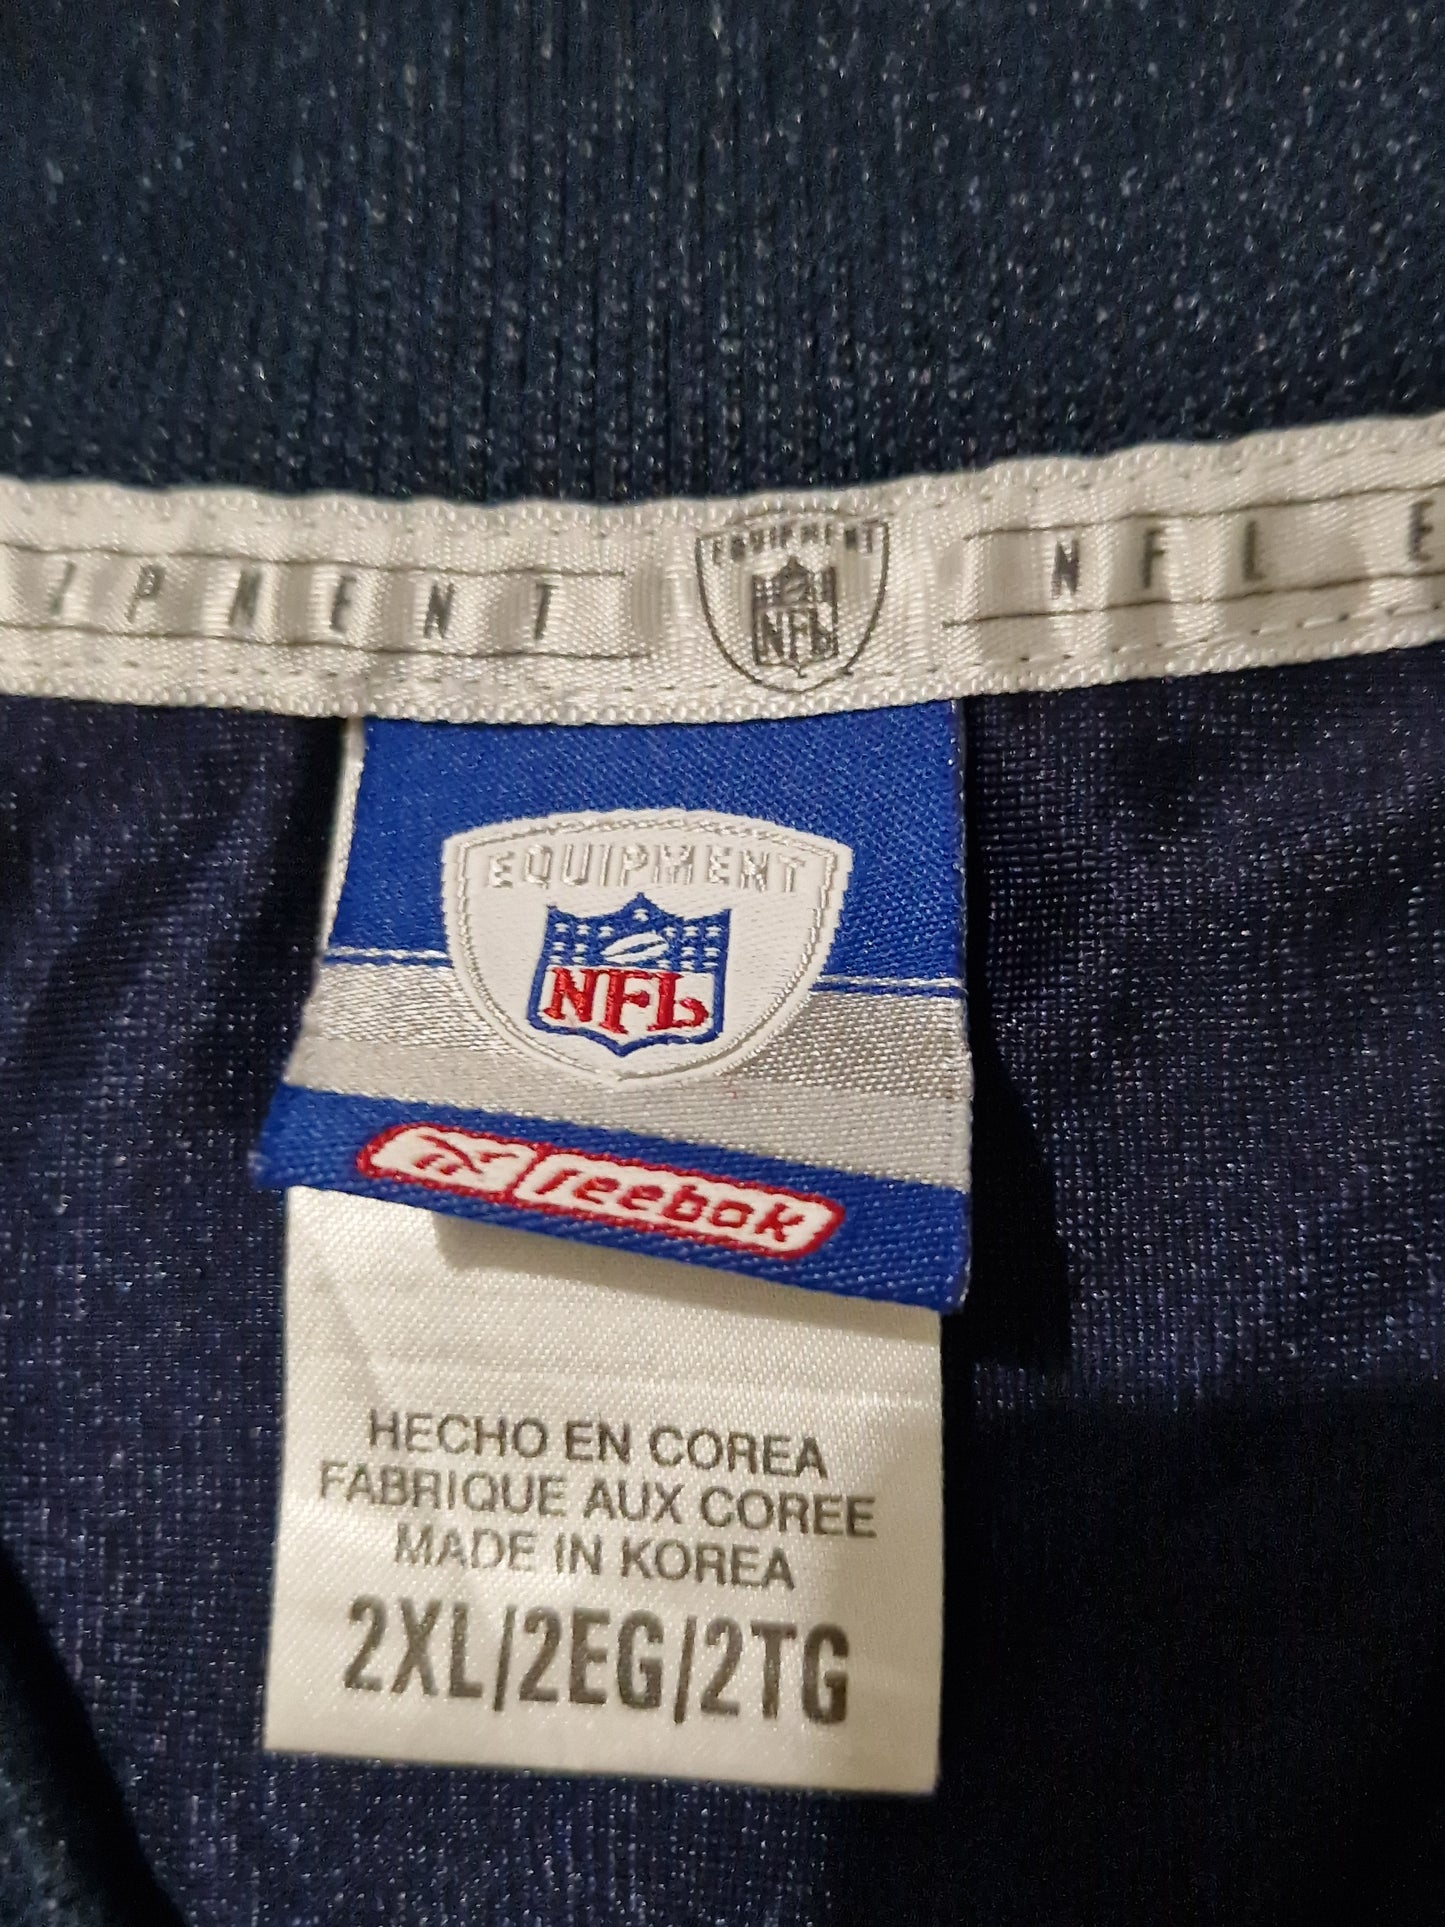 IPMENT
EQUIPMENT
NFL
NFL E
EQUIPMENT
NFL
reebok
HECHO EN COREA
FABRIQUE AUX COREE
MADE IN KOREA
2XL/2EG/2TG